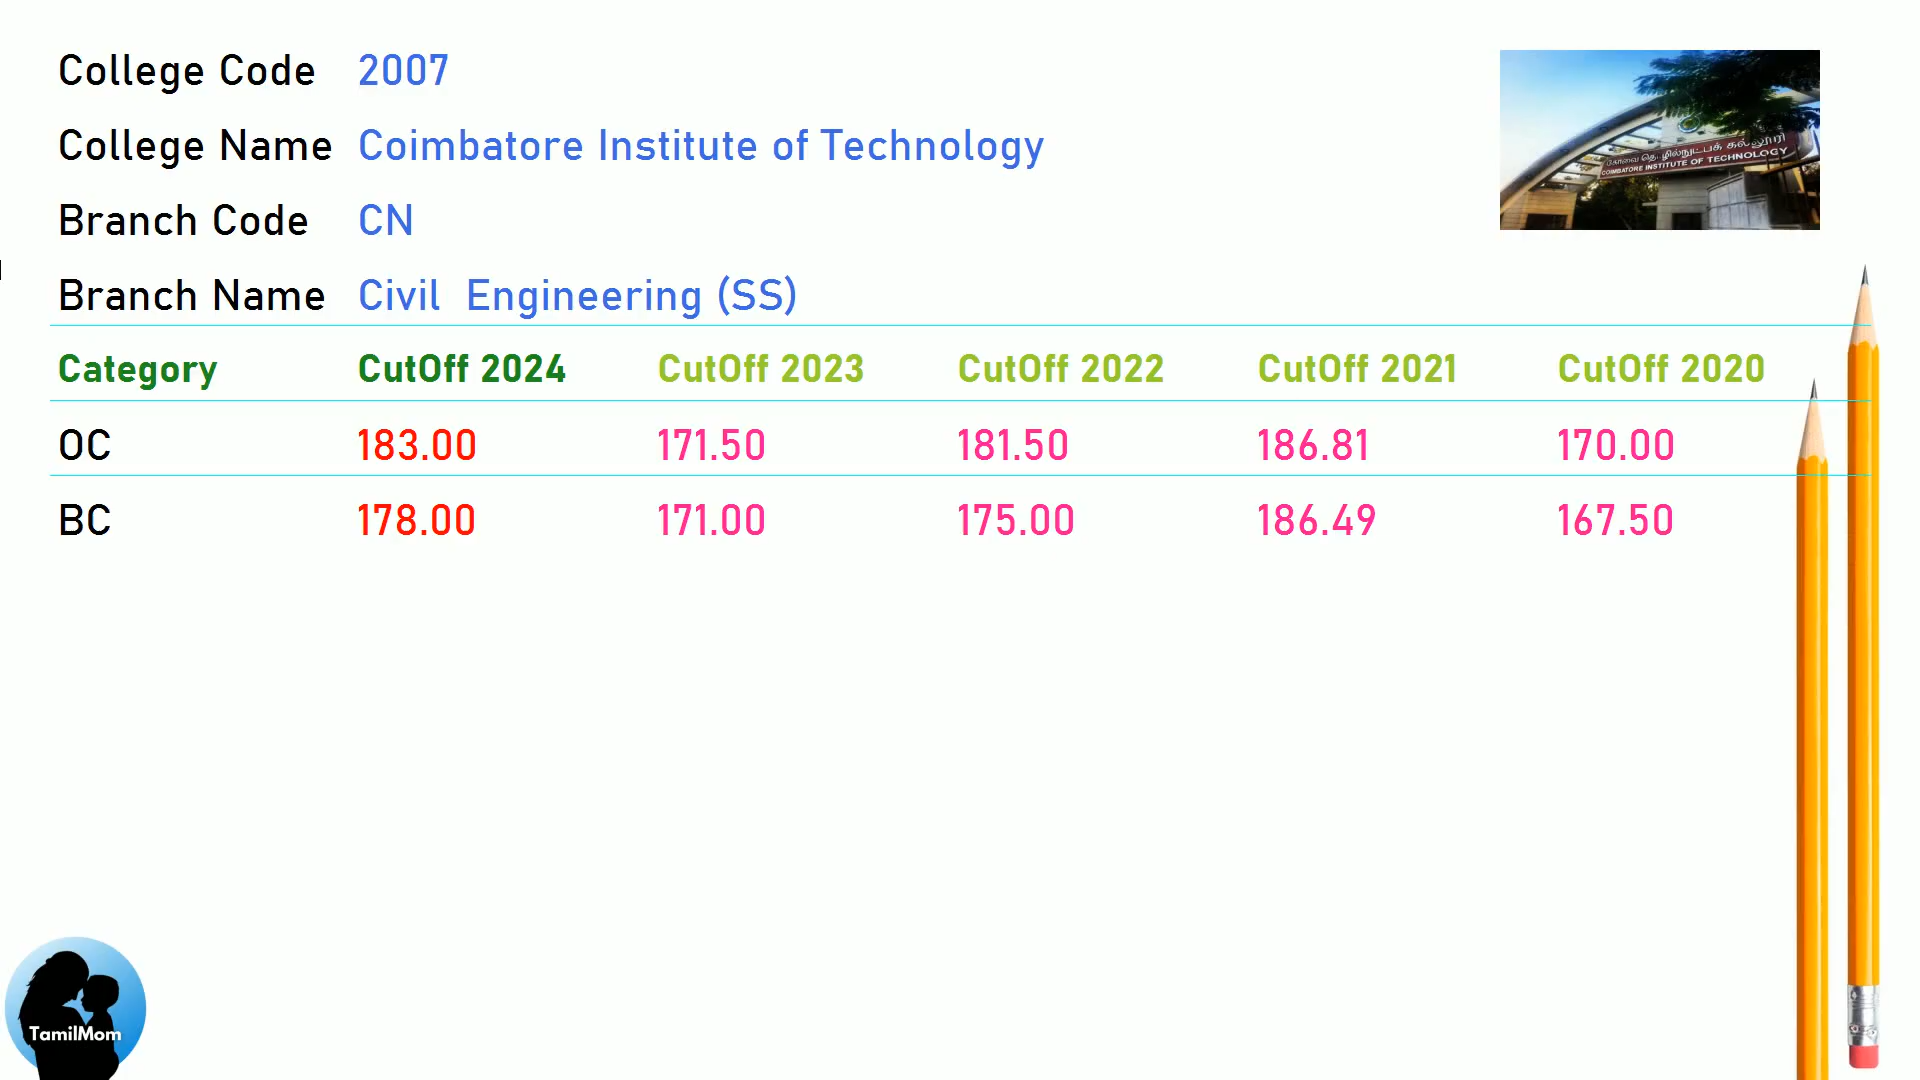 College Code 2007
College Name Coimbatore Institute of Technology
Branch Code CN
Branch Name Civil Engineering (SS)
Category CutOff 2024 CutOff 2023 CutOff 2022 CutOff 2021 CutOff 2020
OC 183.00 171.50 181.50 186.81 170.00
BC 178.00 171.00 175.00 186.49 167.50
கோவை தொழில்நுட்பக் கல்லூரி
COIMBATORE INSTITUTE OF TECHNOLOGY
TamilMom